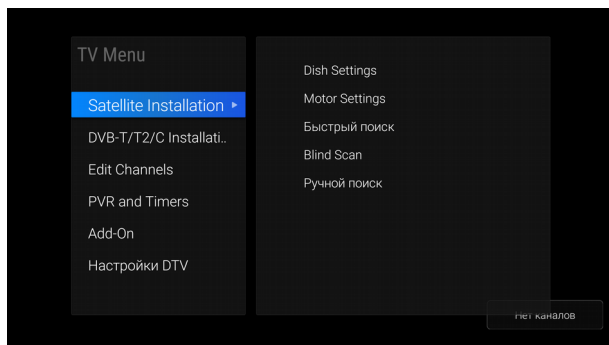 TV Menu
Satellite Installation
DVB-T/T2/C Installati..
Edit Channels
PVR and Timers
Add-On
Настройки DTV
Dish Settings
Motor Settings
Быстрый поиск
Blind Scan
Ручной поиск
Нет каналов